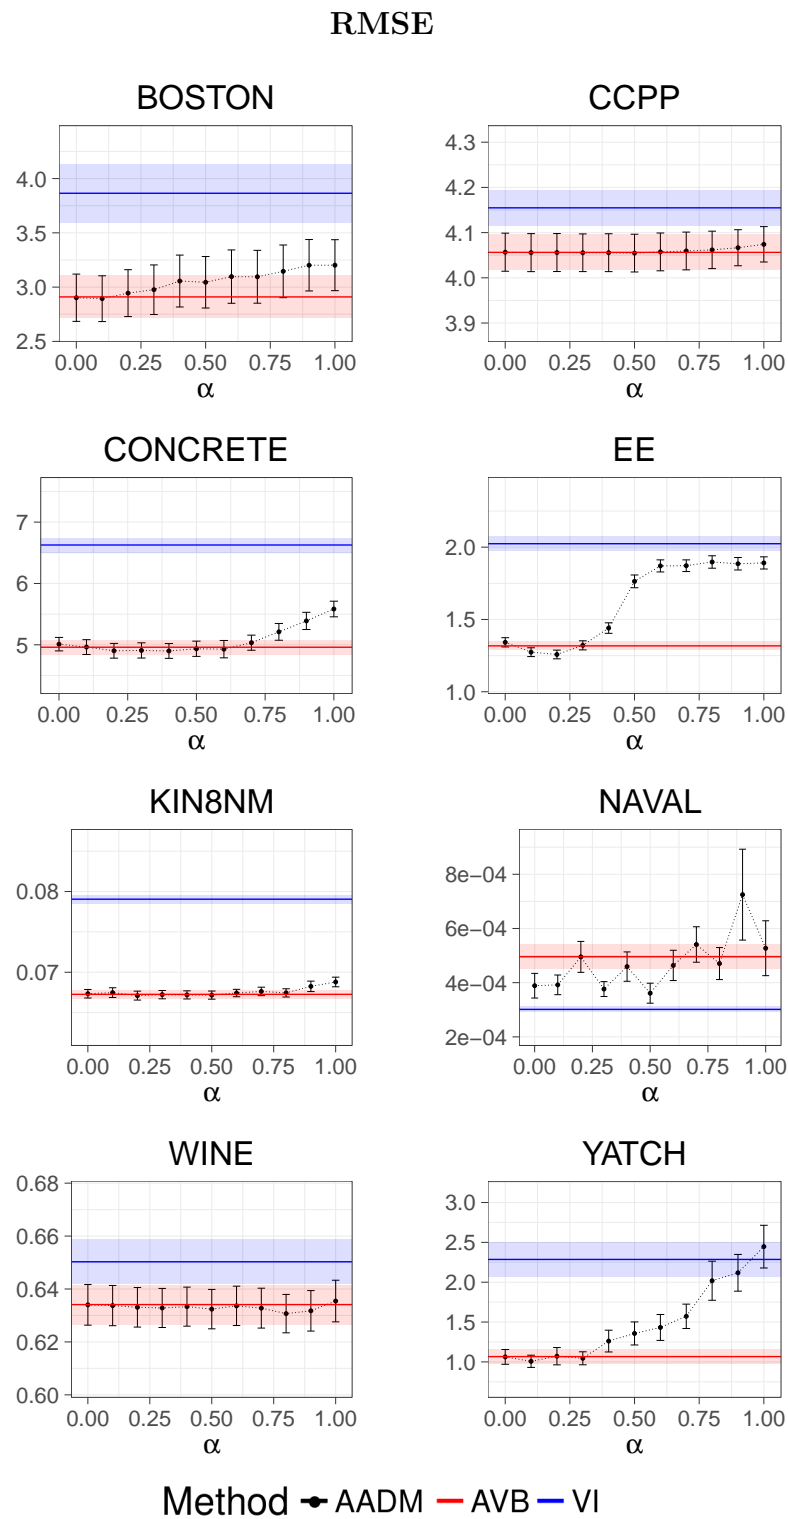 RMSE
BOSTON
4.0
3.5
3.0
2.5
0.00 0.25 0.50 0.75 1.00
α
CCPP
4.3
4.2
4.1
4.0
3.9
0.00 0.25 0.50 0.75 1.00
α
CONCRETE
7
6
5
0.00 0.25 0.50 0.75 1.00
α
EE
2.0
1.5
1.0
0.00 0.25 0.50 0.75 1.00
α
KIN8NM
0.08
0.07
0.00 0.25 0.50 0.75 1.00
α
NAVAL
8e−04
6e−04
4e−04
2e−04
0.00 0.25 0.50 0.75 1.00
α
WINE
0.68
0.66
0.64
0.62
0.60
0.00 0.25 0.50 0.75 1.00
α
YATCH
3.0
2.5
2.0
1.5
1.0
0.00 0.25 0.50 0.75 1.00
α
Method AADM AVB VI